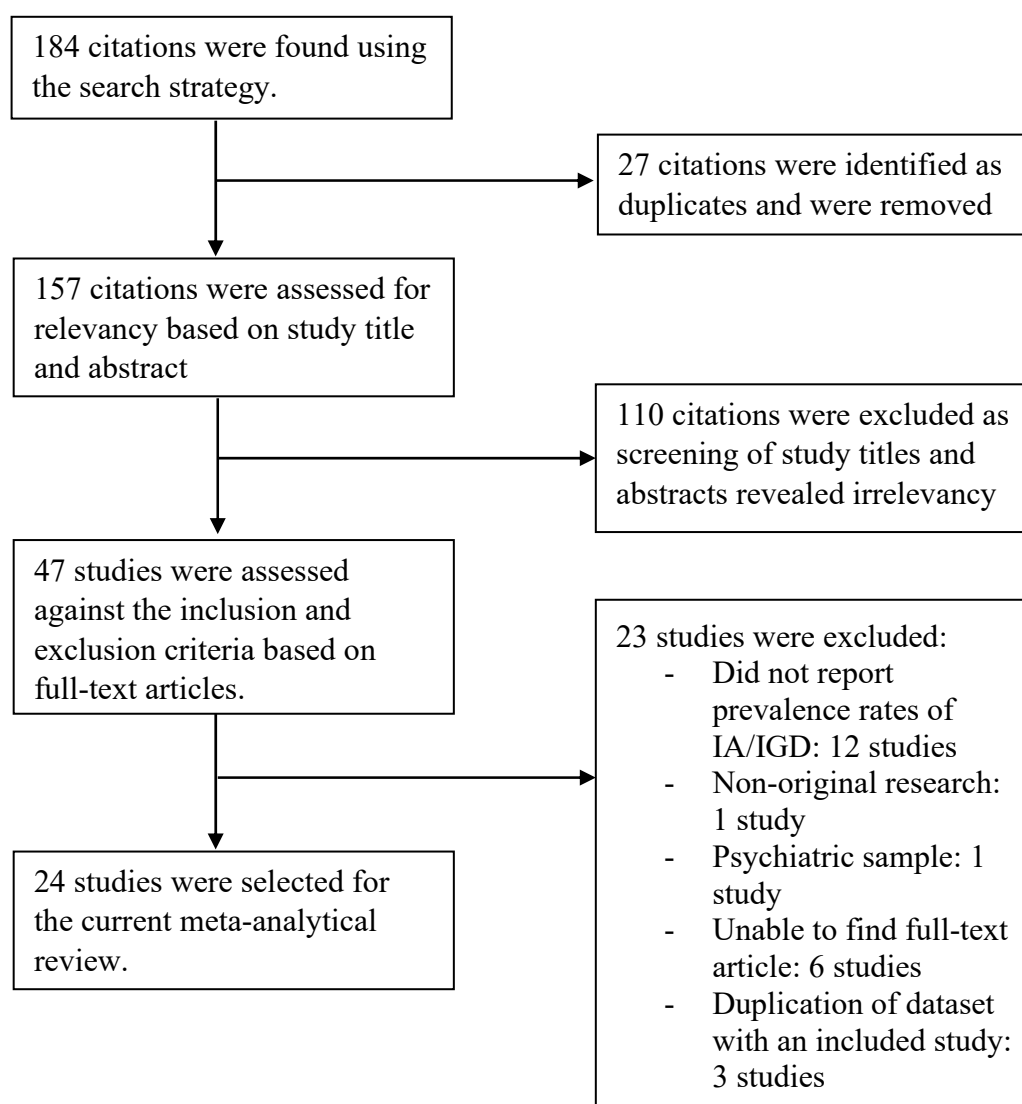 184 citations were found using
the search strategy.
27 citations were identified as
duplicates and were removed
157 citations were assessed for
relevancy based on study title
and abstract
110 citations were excluded as
screening of study titles and
abstracts revealed irrelevancy
47 studies were assessed
against the inclusion and
exclusion criteria based on
full-text articles.
23 studies were excluded:
- Did not report
prevalence rates of
IA/IGD: 12 studies
- Non-original research:
1 study
- Psychiatric sample: 1
study
- Unable to find full-text
article: 6 studies
- Duplication of dataset
with an included study:
3 studies
24 studies were selected for
the current meta-analytical
review.